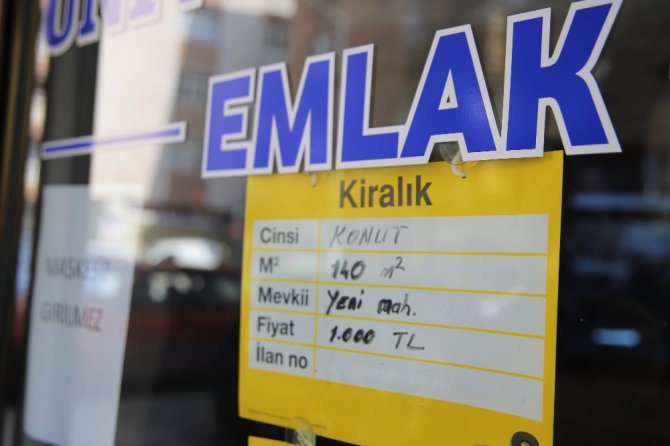 EMLAK
Kiralık
Cinsi KONUT
M² 140 m²
Mevkii Yeni mah.
Fiyat 1.000 TL
İlan no
MASKESİZ
GİRİLMEZ